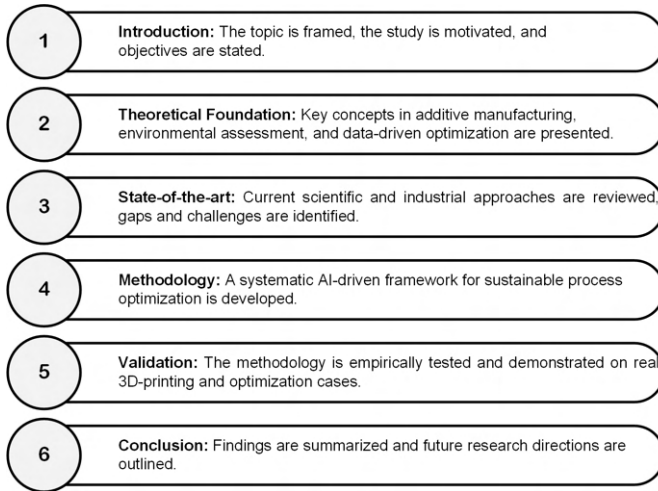 1
Introduction: The topic is framed, the study is motivated, and
objectives are stated.
2
Theoretical Foundation: Key concepts in additive manufacturing,
environmental assessment, and data-driven optimization are presented.
3
State-of-the-art: Current scientific and industrial approaches are reviewed,
gaps and challenges are identified.
4
Methodology: A systematic AI-driven framework for sustainable process
optimization is developed.
5
Validation: The methodology is empirically tested and demonstrated on real
3D-printing and optimization cases.
6
Conclusion: Findings are summarized and future research directions are
outlined.